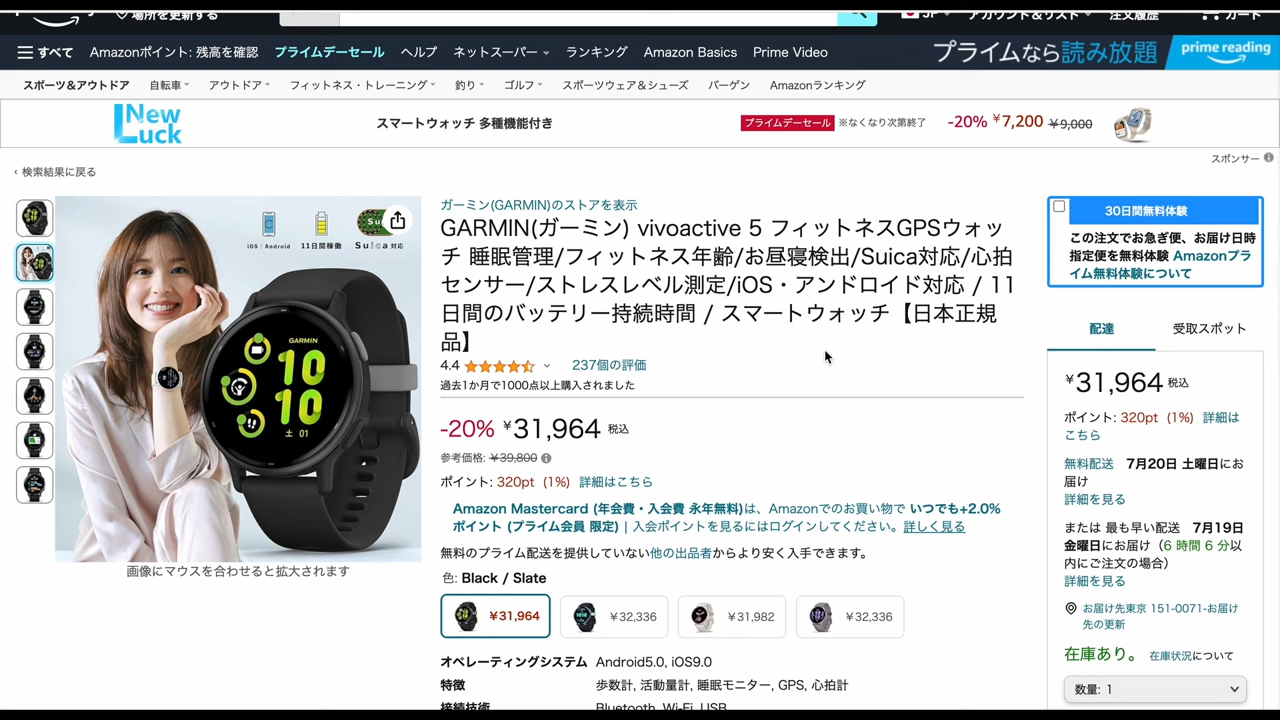 場所を更新する
JP
アカウント&リスト
注文履歴
カート
すべて Amazonポイント: 残高を確認 プライムデーセール ヘルプ ネットスーパー ランキング Amazon Basics Prime Video
プライムなら読み放題 prime reading
スポーツ&アウトドア 自転車 アウトドア フィットネス・トレーニング 釣り ゴルフ スポーツウェア&シューズ バーゲン Amazonランキング
New
Luck
スマートウォッチ 多種機能付き
プライムデーセール ※なくなり次第終了 -20% ¥7,200 ¥9,000
スポンサー
‹ 検索結果に戻る
iOS / Android 11日間稼働 Suica 対応
GARMIN
10
10
土 01
画像にマウスを合わせると拡大されます
ガーミン(GARMIN)のストアを表示
GARMIN(ガーミン) vivoactive 5 フィットネスGPSウォッ
チ 睡眠管理/フィットネス年齢/お昼寝検出/Suica対応/心拍
センサー/ストレスレベル測定/iOS・アンドロイド対応 / 11
日間のバッテリー持続時間 / スマートウォッチ【日本正規
品】
4.4 237個の評価
過去1か月で1000点以上購入されました
-20% ¥31,964 税込
参考価格: ¥39,800
ポイント: 320pt (1%) 詳細はこちら
Amazon Mastercard (年会費・入会費 永年無料)は、Amazonでのお買い物で いつでも+2.0%
ポイント (プライム会員 限定) | 入会ポイントを見るにはログインしてください。 詳しく見る
無料のプライム配送を提供していない他の出品者からより安く入手できます。
色: Black / Slate
¥31,964 ¥32,336 ¥31,982 ¥32,336
オペレーティングシステム Android5.0, iOS9.0
特徴 歩数計, 活動量計, 睡眠モニター, GPS, 心拍計
接続技術 Bluetooth, Wi-Fi, USB
30日間無料体験
この注文でお急ぎ便、お届け日時
指定便を無料体験 Amazonプラ
イム無料体験について
配達 受取スポット
¥31,964 税込
ポイント: 320pt (1%) 詳細は
こちら
無料配送 7月20日 土曜日にお
届け
詳細を見る
または 最も早い配送 7月19日
金曜日にお届け（6 時間 6 分以
内にご注文の場合）
詳細を見る
お届け先東京 151-0071-お届け
先の更新
在庫あり。 在庫状況について
数量: 1